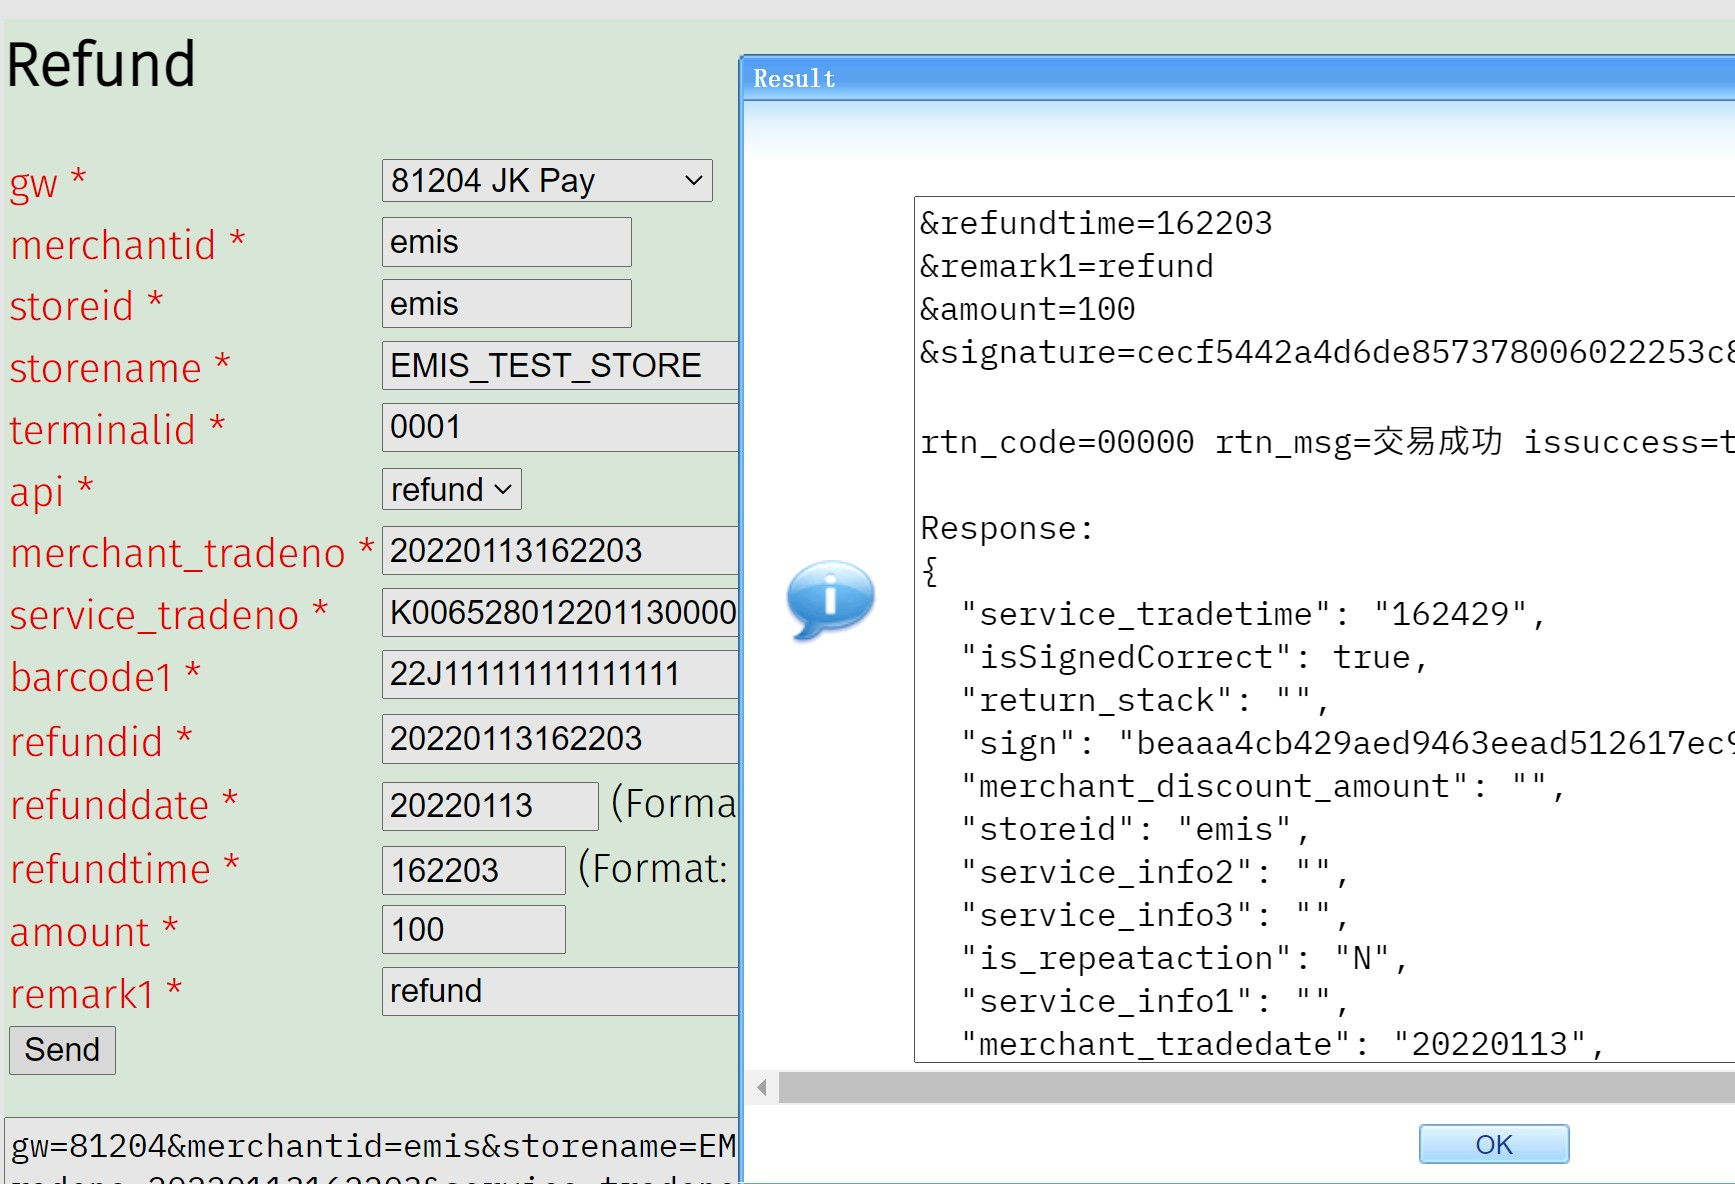 Refund
gw *
81204 JK Pay
merchantid *
emis
storeid *
emis
storename *
EMIS_TEST_STORE
terminalid *
0001
api *
refund
merchant_tradeno *
20220113162203
service_tradeno *
K006528012201130000
barcode1 *
22J111111111111111
refundid *
20220113162203
refunddate *
20220113 (Forma
refundtime *
162203 (Format:
amount *
100
remark1 *
refund
Send
gw=81204&merchantid=emis&storename=EM
Result
&refundtime=162203
&remark1=refund
&amount=100
&signature=cecf5442a4d6de857378006022253c8
rtn_code=00000 rtn_msg=交易成功 issuccess=t
Response:
{
"service_tradetime": "162429",
"isSignedCorrect": true,
"return_stack": "",
"sign": "beaaa4cb429aed9463eead512617ec9
"merchant_discount_amount": "",
"storeid": "emis",
"service_info2": "",
"service_info3": "",
"is_repeataction": "N",
"service_info1": "",
"merchant_tradedate": "20220113",
OK